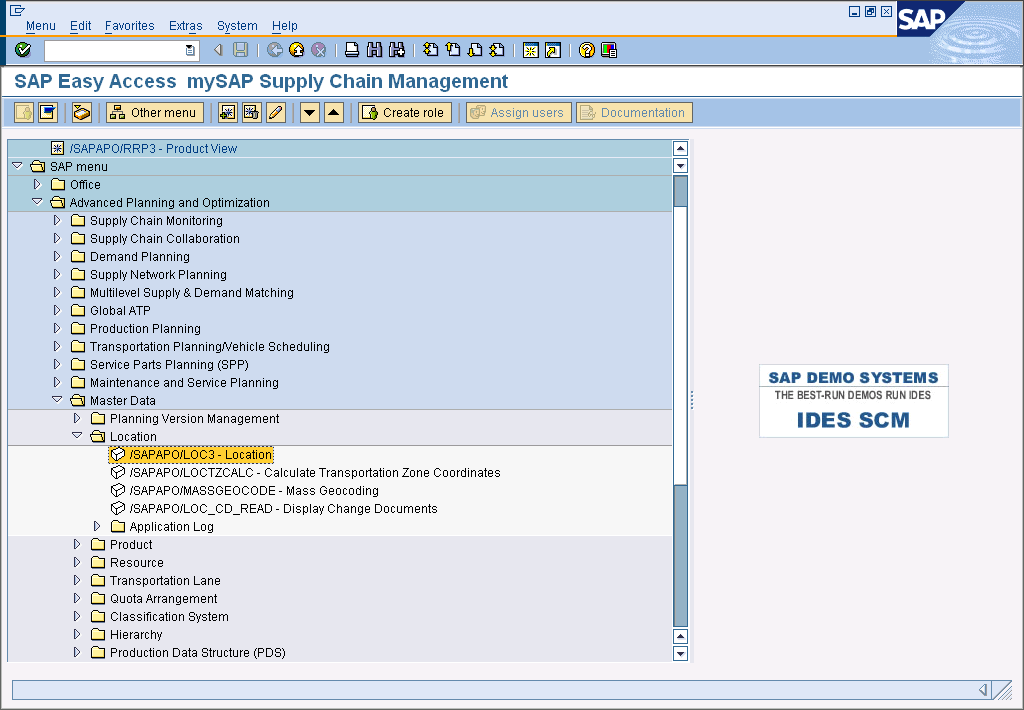 Menu Edit Favorites Extras System Help
SAP
SAP Easy Access mySAP Supply Chain Management
Other menu Create role Assign users Documentation
/SAPAPO/RRP3 - Product View
SAP menu
Office
Advanced Planning and Optimization
Supply Chain Monitoring
Supply Chain Collaboration
Demand Planning
Supply Network Planning
Multilevel Supply & Demand Matching
Global ATP
Production Planning
Transportation Planning/Vehicle Scheduling
Service Parts Planning (SPP)
Maintenance and Service Planning
Master Data
Planning Version Management
Location
/SAPAPO/LOC3 - Location
/SAPAPO/LOCTZCALC - Calculate Transportation Zone Coordinates
/SAPAPO/MASSGEOCODE - Mass Geocoding
/SAPAPO/LOC_CD_READ - Display Change Documents
Application Log
Product
Resource
Transportation Lane
Quota Arrangement
Classification System
Hierarchy
Production Data Structure (PDS)
SAP DEMO SYSTEMS
THE BEST-RUN DEMOS RUN IDES
IDES SCM